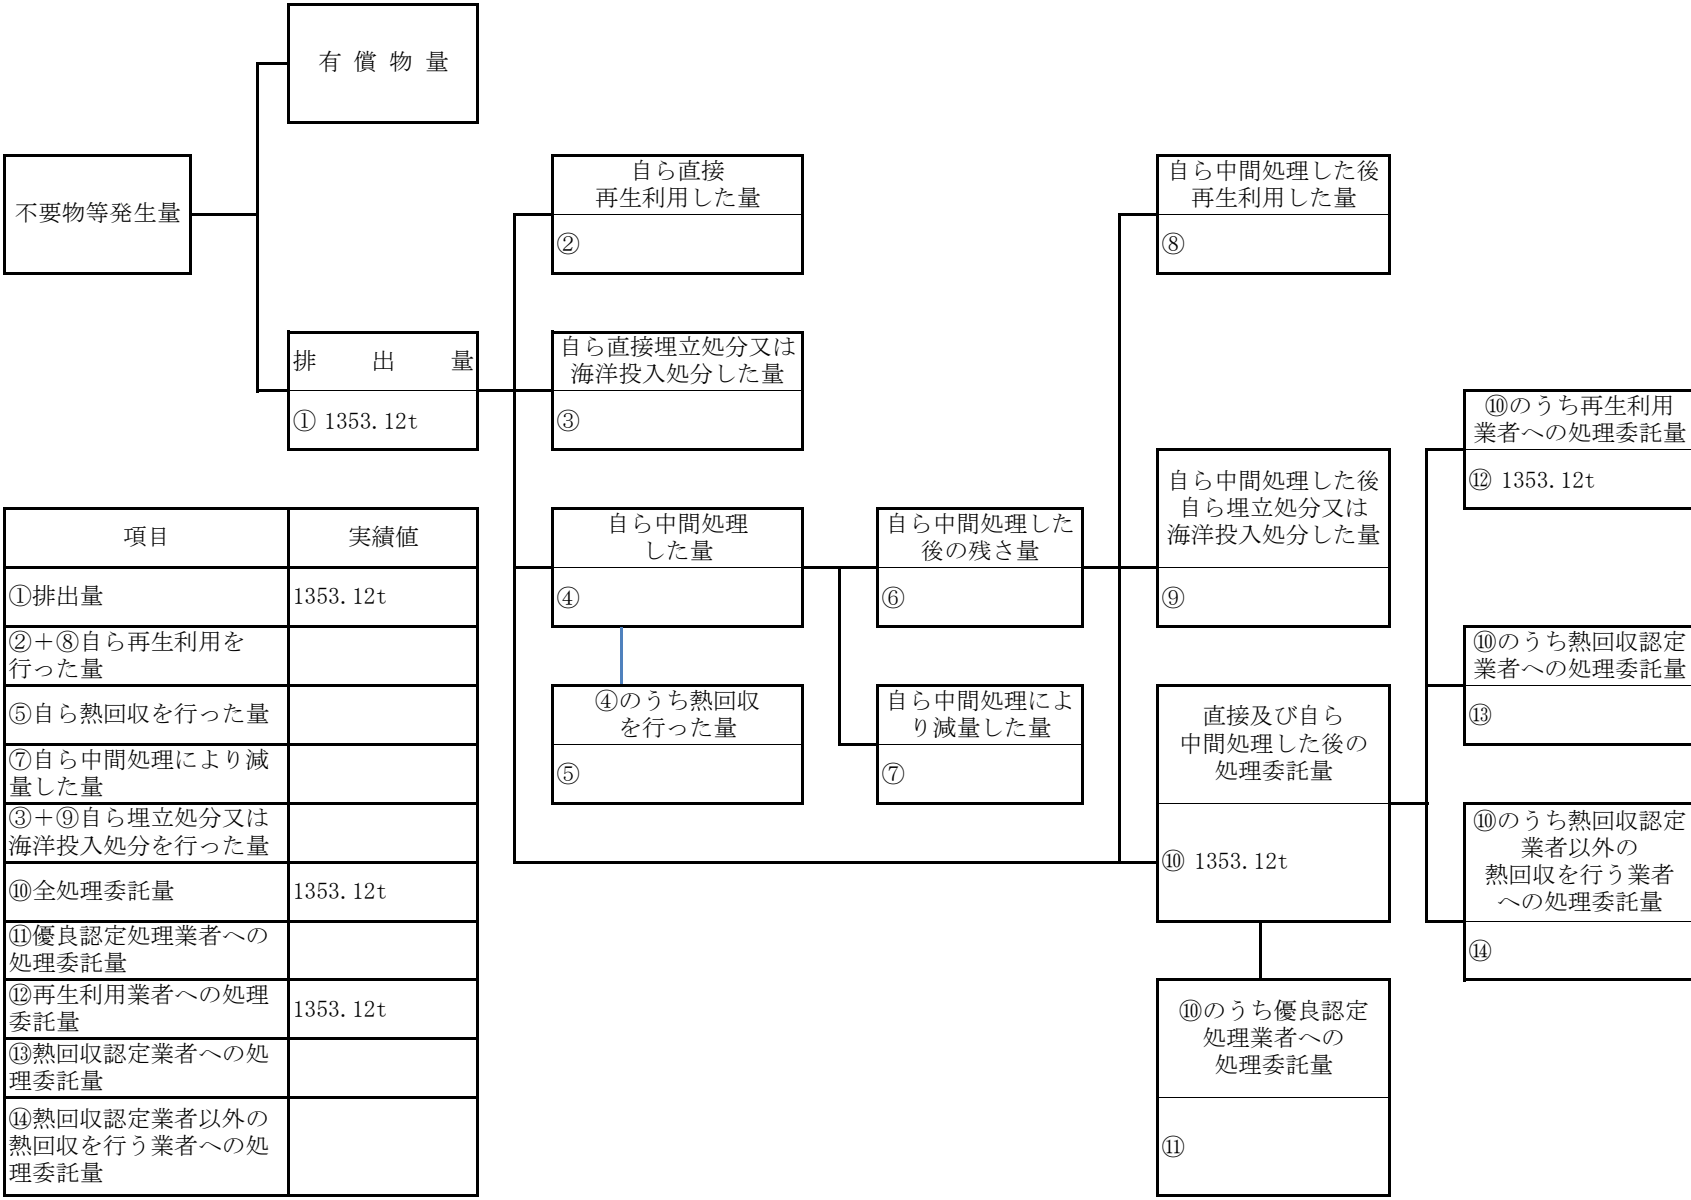 有 償 物 量
不要物等発生量
自ら直接
再生利用した量
②
自ら中間処理した後
再生利用した量
⑧
排 出 量
① 1353.12t
自ら直接埋立処分又は
海洋投入処分した量
③
⑩のうち再生利用
業者への処理委託量
⑫ 1353.12t
自ら中間処理
した量
④
自ら中間処理した
後の残さ量
⑥
自ら中間処理した後
自ら埋立処分又は
海洋投入処分した量
⑨
⑩のうち熱回収認定
業者への処理委託量
⑬
④のうち熱回収
を行った量
⑤
自ら中間処理によ
り減量した量
⑦
直接及び自ら
中間処理した後の
処理委託量
⑩ 1353.12t
⑩のうち熱回収認定
業者以外の
熱回収を行う業者
への処理委託量
⑭
⑩のうち優良認定
処理業者への
処理委託量
⑪
項目 実績値
①排出量 1353.12t
②＋⑧自ら再生利用を
行った量
⑤自ら熱回収を行った量
⑦自ら中間処理により減
量した量
③＋⑨自ら埋立処分又は
海洋投入処分を行った量
⑩全処理委託量 1353.12t
⑪優良認定処理業者への
処理委託量
⑫再生利用業者への処理
委託量 1353.12t
⑬熱回収認定業者への処
理委託量
⑭熱回収認定業者以外の
熱回収を行う業者への処
理委託量